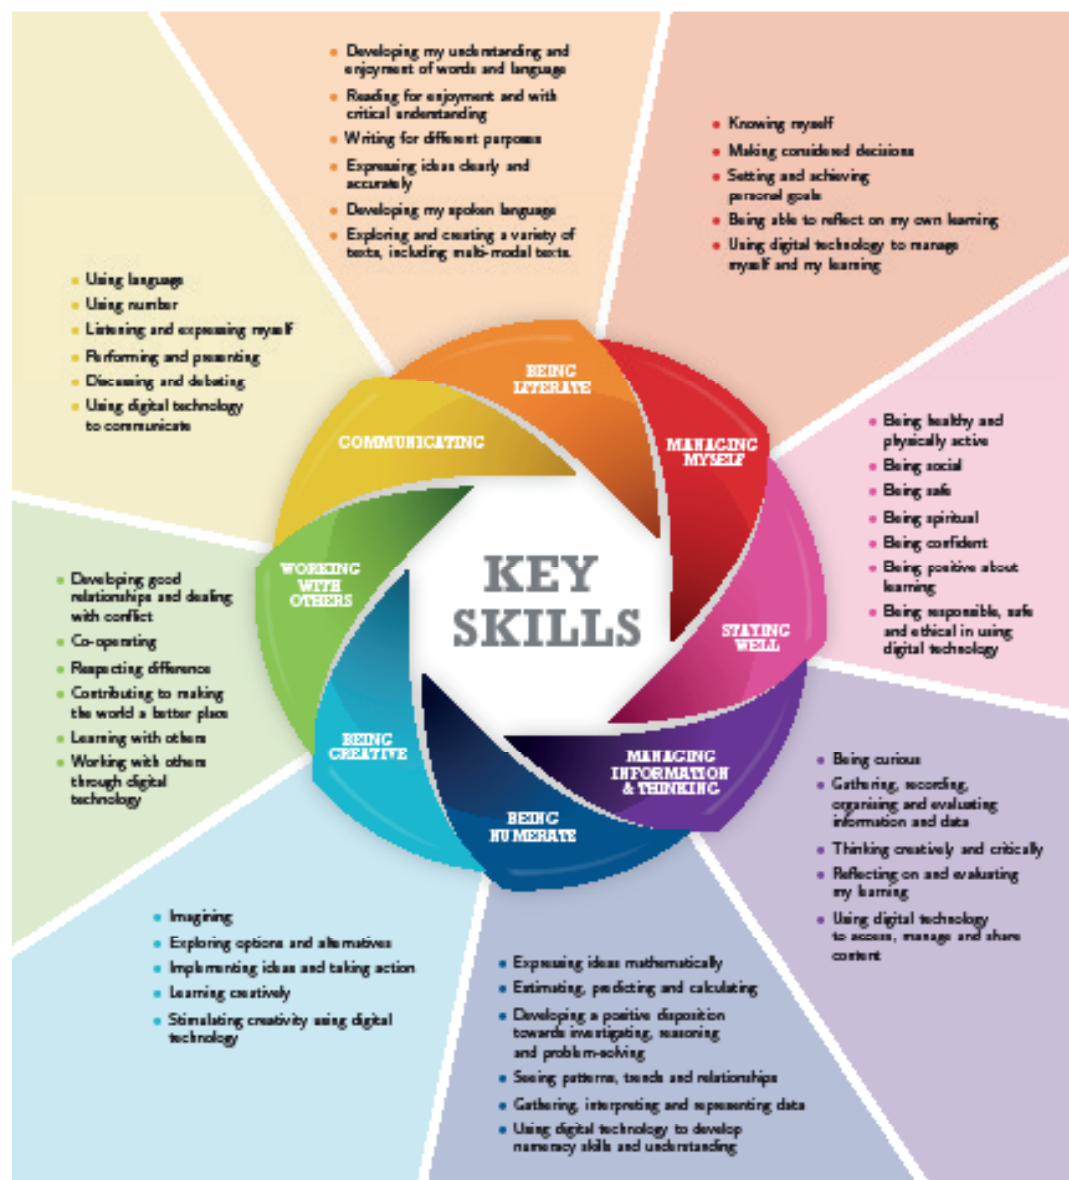 KEY
SKILLS
BEING
LITERATE
Developing my understanding and
enjoyment of words and language
Reading for enjoyment and with
critical understanding
Writing for different purposes
Expressing ideas clearly and
accurately
Developing my spoken language
Exploring and creating a variety of
texts, including multi-modal texts.
MANAGING
MYSELF
Knowing myself
Making considered decisions
Setting and achieving
personal goals
Being able to reflect on my own learning
Using digital technology to manage
myself and my learning
STAYING
WELL
Being healthy and
physically active
Being social
Being safe
Being spiritual
Being confident
Being positive about
learning
Being responsible, safe
and ethical in using
digital technology
MANAGING
INFORMATION
& THINKING
Being curious
Gathering, recording,
organising and evaluating
information and data
Thinking creatively and critically
Reflecting on and evaluating
my learning
Using digital technology
to access, manage and share
content
BEING
NUMERATE
Expressing ideas mathematically
Estimating, predicting and calculating
Developing a positive disposition
towards investigating, reasoning
and problem-solving
Seeing patterns, trends and relationships
Gathering, interpreting and representing data
Using digital technology to develop
numeracy skills and understanding
BEING
CREATIVE
Imagining
Exploring options and alternatives
Implementing ideas and taking action
Learning creatively
Stimulating creativity using digital
technology
WORKING
WITH
OTHERS
Developing good
relationships and dealing
with conflict
Co-operating
Respecting difference
Contributing to making
the world a better place
Learning with others
Working with others
through digital
technology
COMMUNICATING
Using language
Using number
Listening and expressing myself
Performing and presenting
Discussing and debating
Using digital technology
to communicate